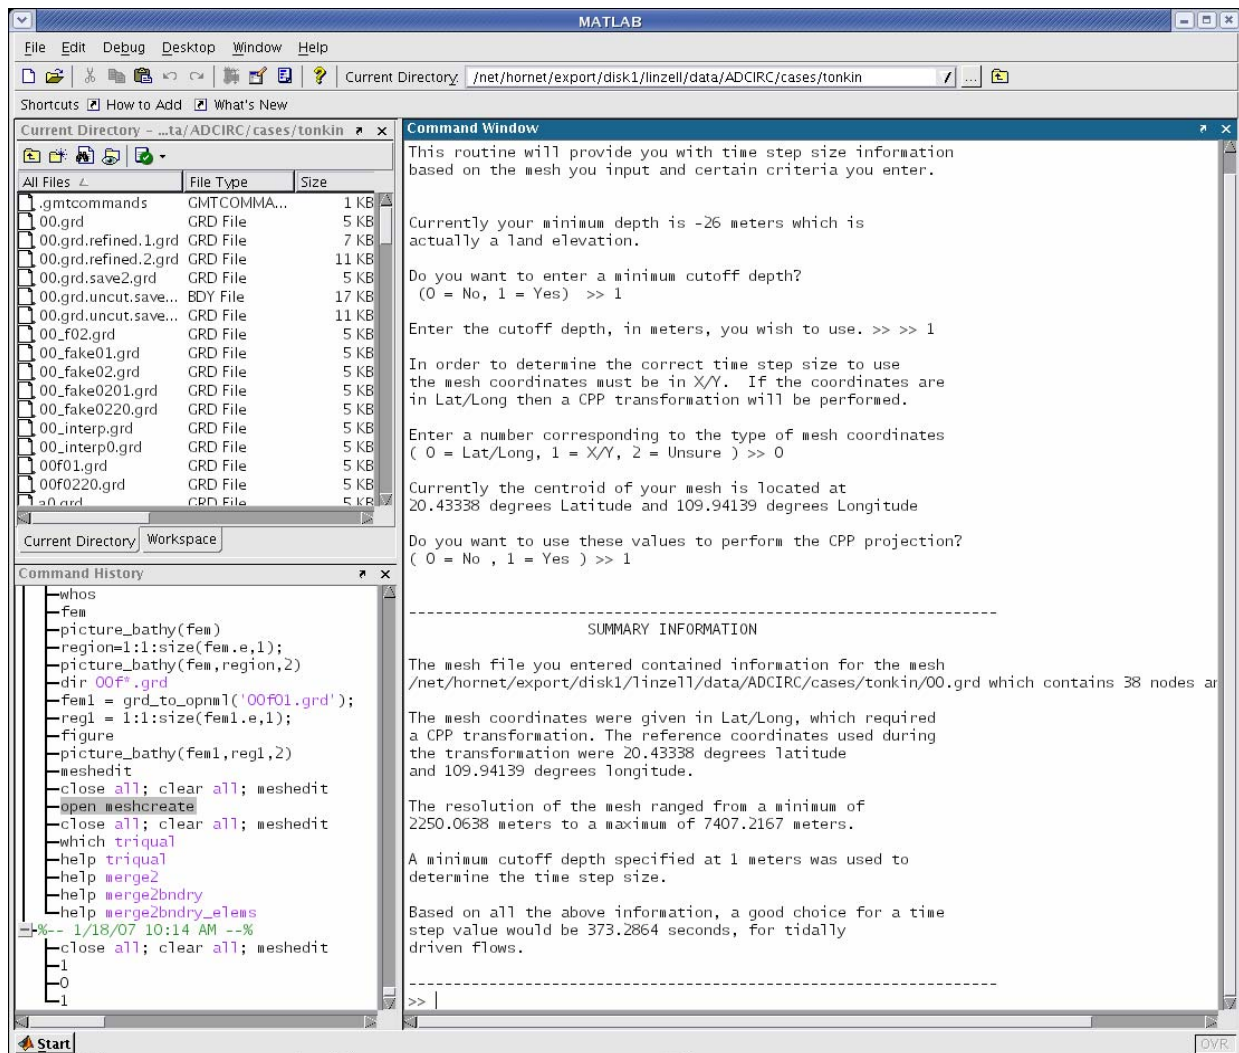 MATLAB
File Edit Debug Desktop Window Help
Current Directory: /net/hornet/export/disk1/linzell/data/ADCIRC/cases/tonkin ...
Shortcuts How to Add What's New
Current Directory - ...ta/ADCIRC/cases/tonkin
All Files File Type Size
.gmtcommands GMTCOMMA... 1 KB
00.grd GRD File 5 KB
00.grd.refined.1.grd GRD File 7 KB
00.grd.refined.2.grd GRD File 11 KB
00.grd.save2.grd GRD File 5 KB
00.grd.uncut.save... BDY File 17 KB
00.grd.uncut.save... GRD File 11 KB
00_f02.grd GRD File 5 KB
00_fake01.grd GRD File 5 KB
00_fake02.grd GRD File 5 KB
00_fake0201.grd GRD File 5 KB
00_fake0220.grd GRD File 5 KB
00_interp.grd GRD File 5 KB
00_interp0.grd GRD File 5 KB
00f01.grd GRD File 5 KB
00f0220.grd GRD File 5 KB
a0.grd GRD File 5 KB
Current Directory Workspace
Command History
whos
fem
picture_bathy(fem)
region=1:1:size(fem.e,1);
picture_bathy(fem,region,2)
dir 00f*.grd
fem1 = grd_to_opnml('00f01.grd');
reg1 = 1:1:size(fem1.e,1);
figure
picture_bathy(fem1,reg1,2)
meshedit
close all; clear all; meshedit
open meshcreate
close all; clear all; meshedit
which triqual
help triqual
help merge2
help merge2bndry
help merge2bndry_elems
%-- 1/18/07 10:14 AM --%
close all; clear all; meshedit
1
0
1
Command Window
This routine will provide you with time step size information
based on the mesh you input and certain criteria you enter.
Currently your minimum depth is -26 meters which is
actually a land elevation.
Do you want to enter a minimum cutoff depth?
(0 = No, 1 = Yes) >> 1
Enter the cutoff depth, in meters, you wish to use. >> >> 1
In order to determine the correct time step size to use
the mesh coordinates must be in X/Y. If the coordinates are
in Lat/Long then a CPP transformation will be performed.
Enter a number corresponding to the type of mesh coordinates
( 0 = Lat/Long, 1 = X/Y, 2 = Unsure ) >> 0
Currently the centroid of your mesh is located at
20.43338 degrees Latitude and 109.94139 degrees Longitude
Do you want to use these values to perform the CPP projection?
( 0 = No , 1 = Yes ) >> 1
------------------------------------------------------------------
SUMMARY INFORMATION
The mesh file you entered contained information for the mesh
/net/hornet/export/disk1/linzell/data/ADCIRC/cases/tonkin/00.grd which contains 38 nodes an
The mesh coordinates were given in Lat/Long, which required
a CPP transformation. The reference coordinates used during
the transformation were 20.43338 degrees latitude
and 109.94139 degrees longitude.
The resolution of the mesh ranged from a minimum of
2250.0638 meters to a maximum of 7407.2167 meters.
A minimum cutoff depth specified at 1 meters was used to
determine the time step size.
Based on all the above information, a good choice for a time
step value would be 373.2864 seconds, for tidally
driven flows.
------------------------------------------------------------------
>>
Start
OVR